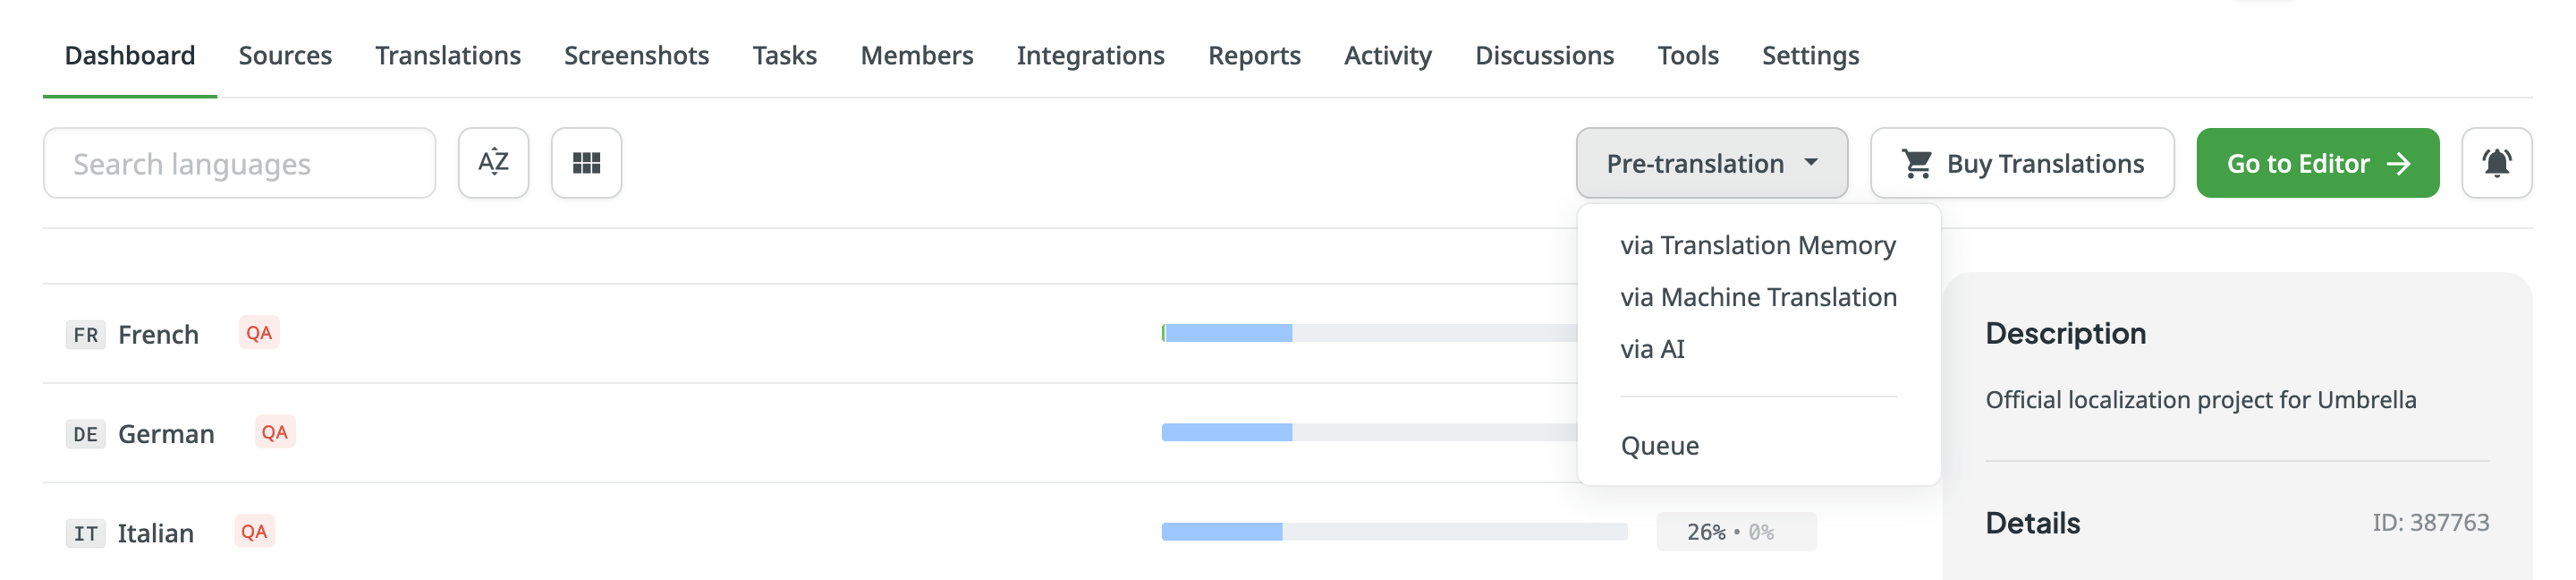 Dashboard Sources Translations Screenshots Tasks Members Integrations Reports Activity Discussions Tools Settings
Search languages AZ Pre-translation Buy Translations Go to Editor
via Translation Memory
via Machine Translation
via AI
Queue
FR French QA
DE German QA
IT Italian QA 26% • 0%
Description
Official localization project for Umbrella
Details ID: 387763